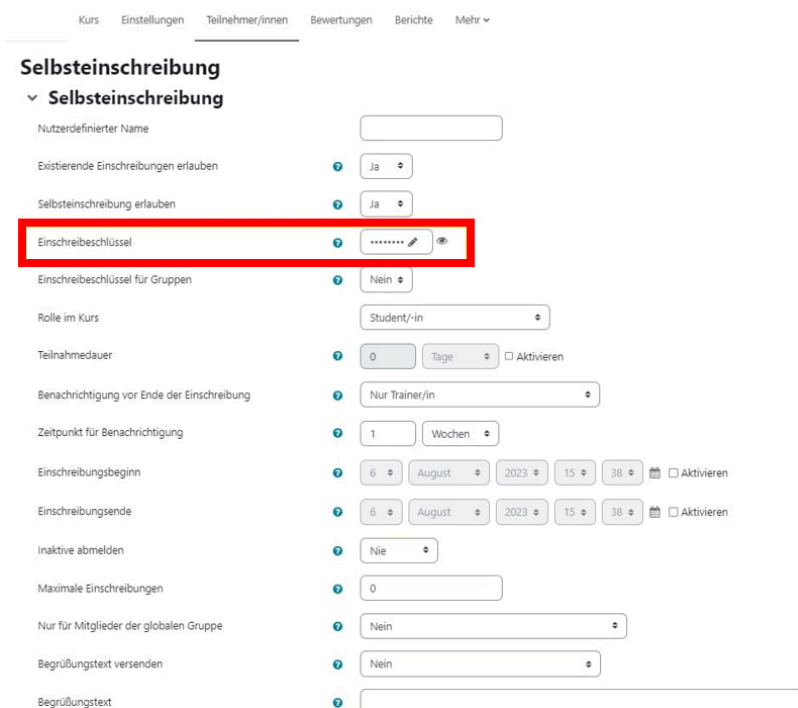 Kurs Einstellungen Teilnehmer/innen Bewertungen Berichte Mehr
Selbsteinschreibung
Selbsteinschreibung
Nutzerdefinierter Name
Existierende Einschreibungen erlauben Ja
Selbsteinschreibung erlauben Ja
Einschreibeschlüssel ••••••••
Einschreibeschlüssel für Gruppen Nein
Rolle im Kurs Student/-in
Teilnahmedauer 0 Tage Aktivieren
Benachrichtigung vor Ende der Einschreibung Nur Trainer/in
Zeitpunkt für Benachrichtigung 1 Wochen
Einschreibungsbeginn 6 August 2023 15 38 Aktivieren
Einschreibungsende 6 August 2023 15 38 Aktivieren
Inaktive abmelden Nie
Maximale Einschreibungen 0
Nur für Mitglieder der globalen Gruppe Nein
Begrüßungstext versenden Nein
Begrüßungstext